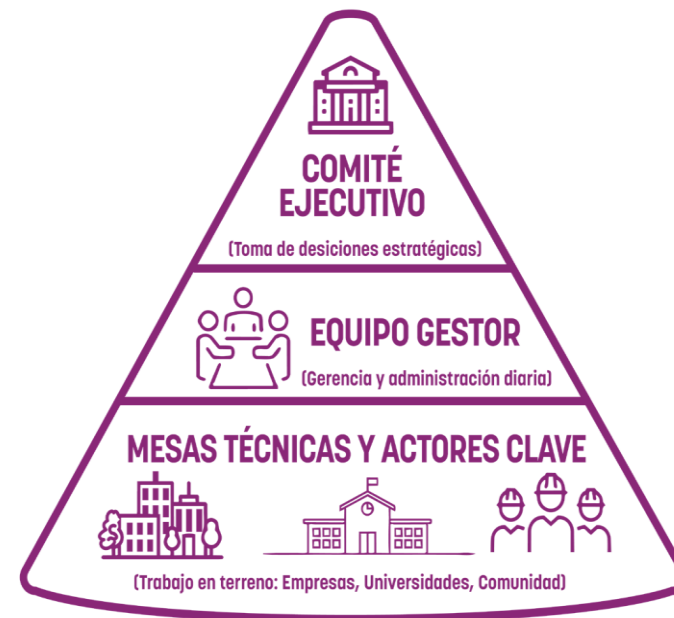 COMITÉ
EJECUTIVO
(Toma de desiciones estratégicas)
EQUIPO GESTOR
(Gerencia y administración diaria)
MESAS TÉCNICAS Y ACTORES CLAVE
(Trabajo en terreno: Empresas, Universidades, Comunidad)